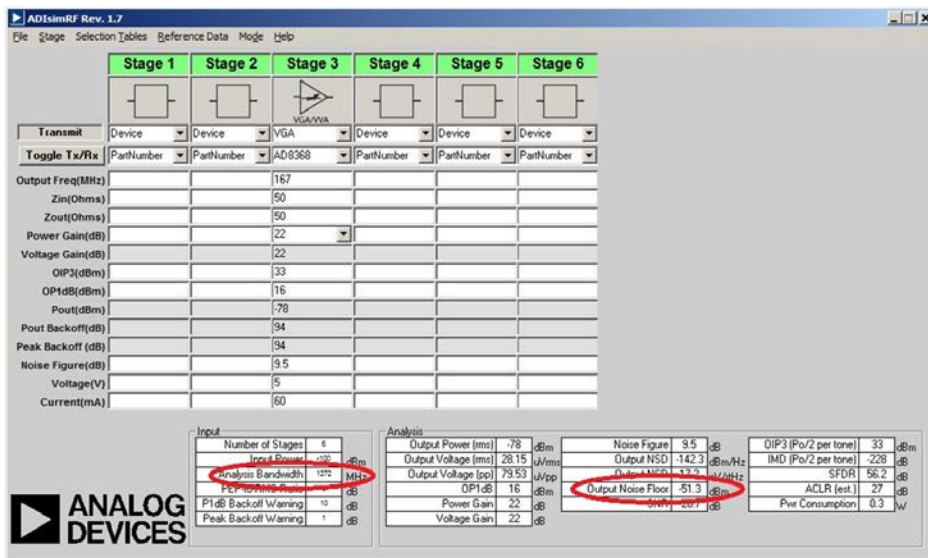 ADIsimRF Rev. 1.7
File Stage Selection Tables Reference Data Mode Help
Stage 1 Stage 2 Stage 3 Stage 4 Stage 5 Stage 6
VGA/VVA
Transmit Device Device VGA Device Device Device
Toggle Tx/Rx PartNumber PartNumber AD8368 PartNumber PartNumber PartNumber
Output Freq(MHz) 167
Zin(Ohms) 50
Zout(Ohms) 50
Power Gain(dB) 22
Voltage Gain(dB) 22
OIP3(dBm) 33
OP1dB(dBm) 16
Pout(dBm) -78
Pout Backoff(dB) 94
Peak Backoff (dB) 94
Noise Figure(dB) 9.5
Voltage(V) 5
Current(mA) 60
Input
Number of Stages 6
Input Power -100 dBm
Analysis Bandwidth 1272 MHz
dB
P1dB Backoff Warning 10 dB
Peak Backoff Warning 1 dB
Analysis
Output Power (rms) -78 dBm
Output Voltage (rms) 28.15 uVrms
Output Voltage (pp) 79.53 uVpp
OP1dB 16 dBm
Power Gain 22 dB
Voltage Gain 22 dB
Noise Figure 9.5 dB
Output NSD -142.3 dBm/Hz
Output NSD 17.2
Output Noise Floor -51.3 dBm
SNR -26.7 dB
OIP3 (Po/2 per tone) 33 dBm
IMD (Po/2 per tone) -228 dB
SFDR 56.2 dB
ACLR (est.) 27 dB
Pwr Consumption 0.3 W
ANALOG
DEVICES